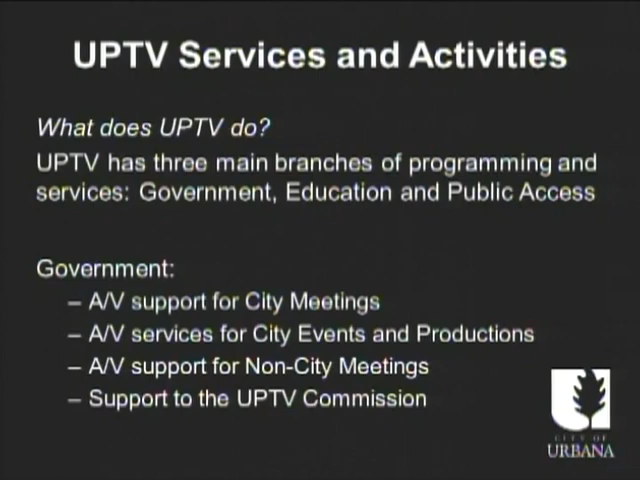 UPTV Services and Activities
What does UPTV do?
UPTV has three main branches of programming and
services: Government, Education and Public Access
Government:
– A/V support for City Meetings
– A/V services for City Events and Productions
– A/V support for Non-City Meetings
– Support to the UPTV Commission
CITY OF
URBANA